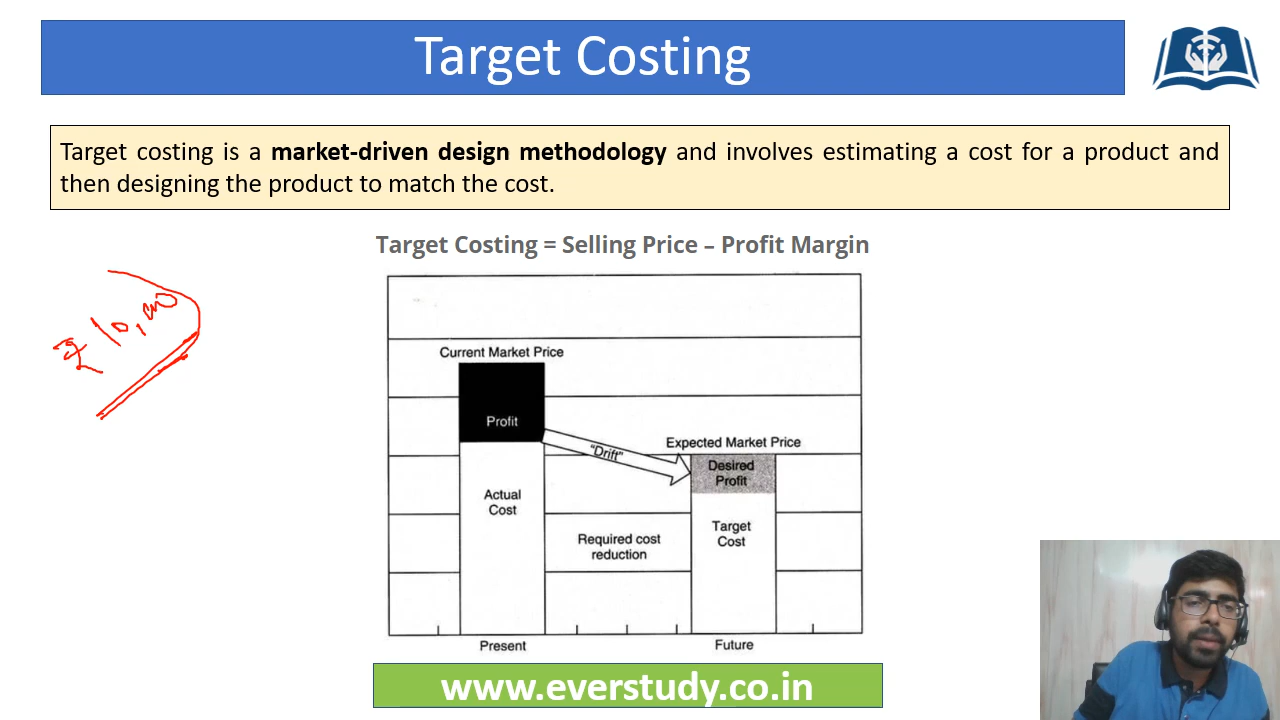 Target Costing
Target costing is a market-driven design methodology and involves estimating a cost for a product and
then designing the product to match the cost.
Target Costing = Selling Price – Profit Margin
₹ 10,000
Current Market Price
Profit
"Drift"
Expected Market Price
Desired
Profit
Actual
Cost
Target
Cost
Required cost
reduction
Present
Future
www.everstudy.co.in